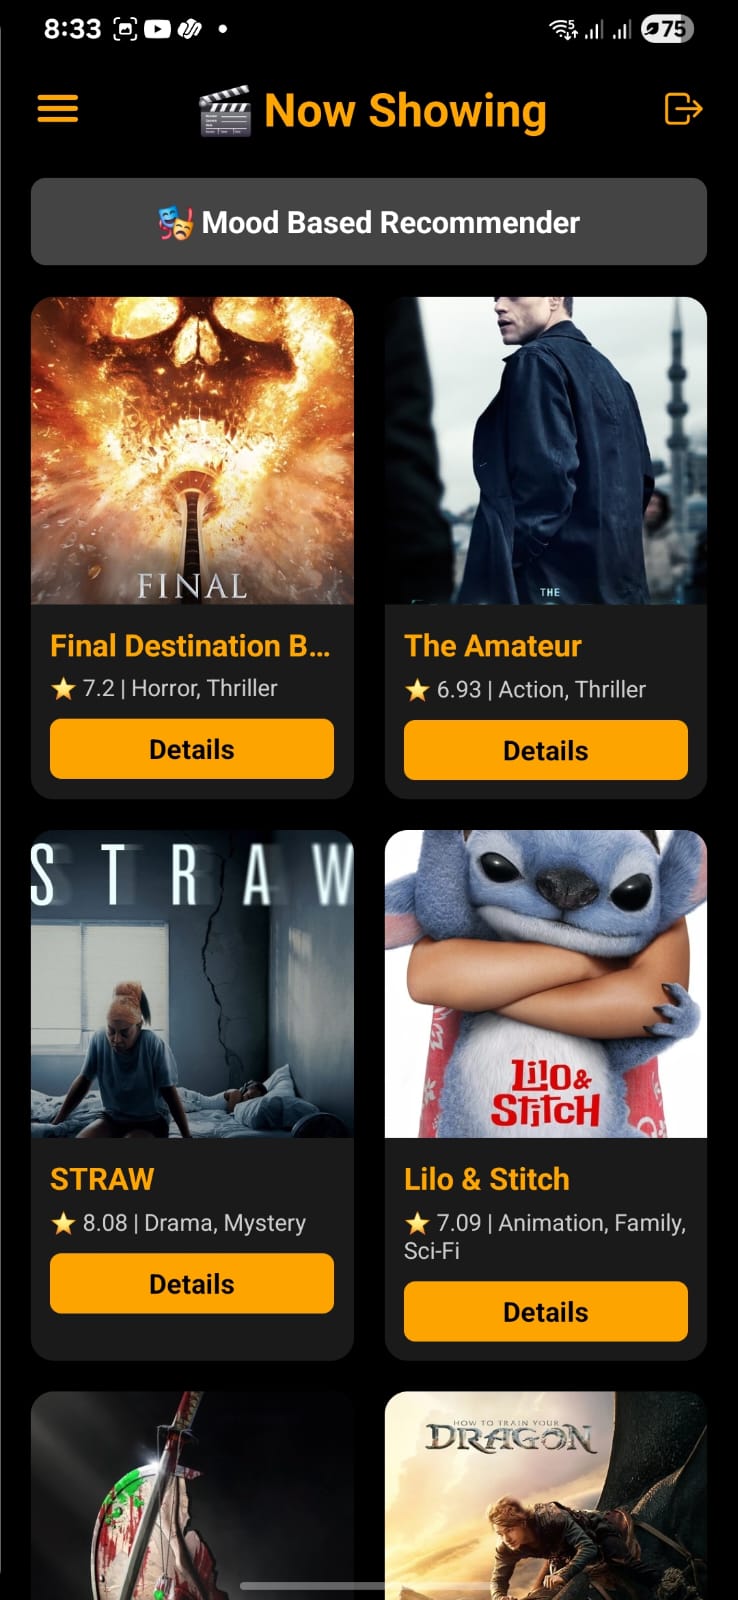 8:33
75
Now Showing
Mood Based Recommender
FINAL
THE
Final Destination B...
The Amateur
7.2 | Horror, Thriller
6.93 | Action, Thriller
Details
Details
STRAW
LiLO &
STiTCH
STRAW
Lilo & Stitch
8.08 | Drama, Mystery
7.09 | Animation, Family,
Sci-Fi
Details
Details
HOW TO TRAIN YOUR
DRAGON